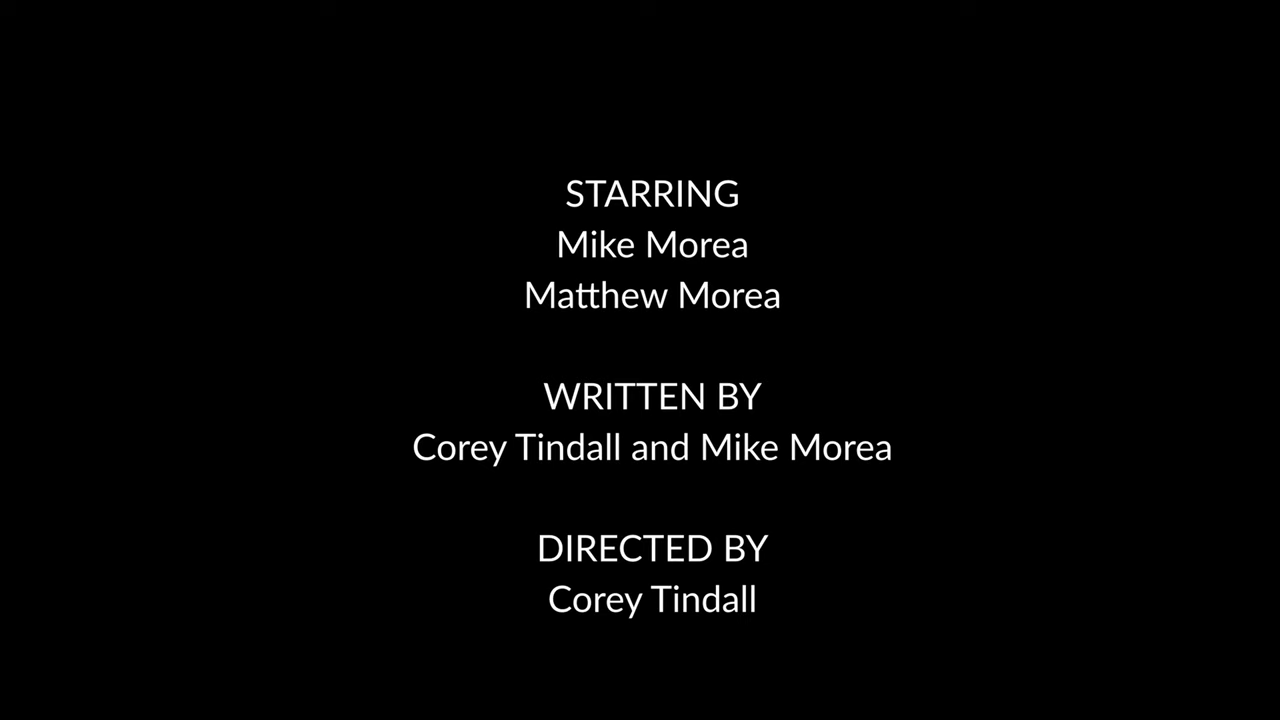 STARRING
Mike Morea
Matthew Morea
WRITTEN BY
Corey Tindall and Mike Morea
DIRECTED BY
Corey Tindall